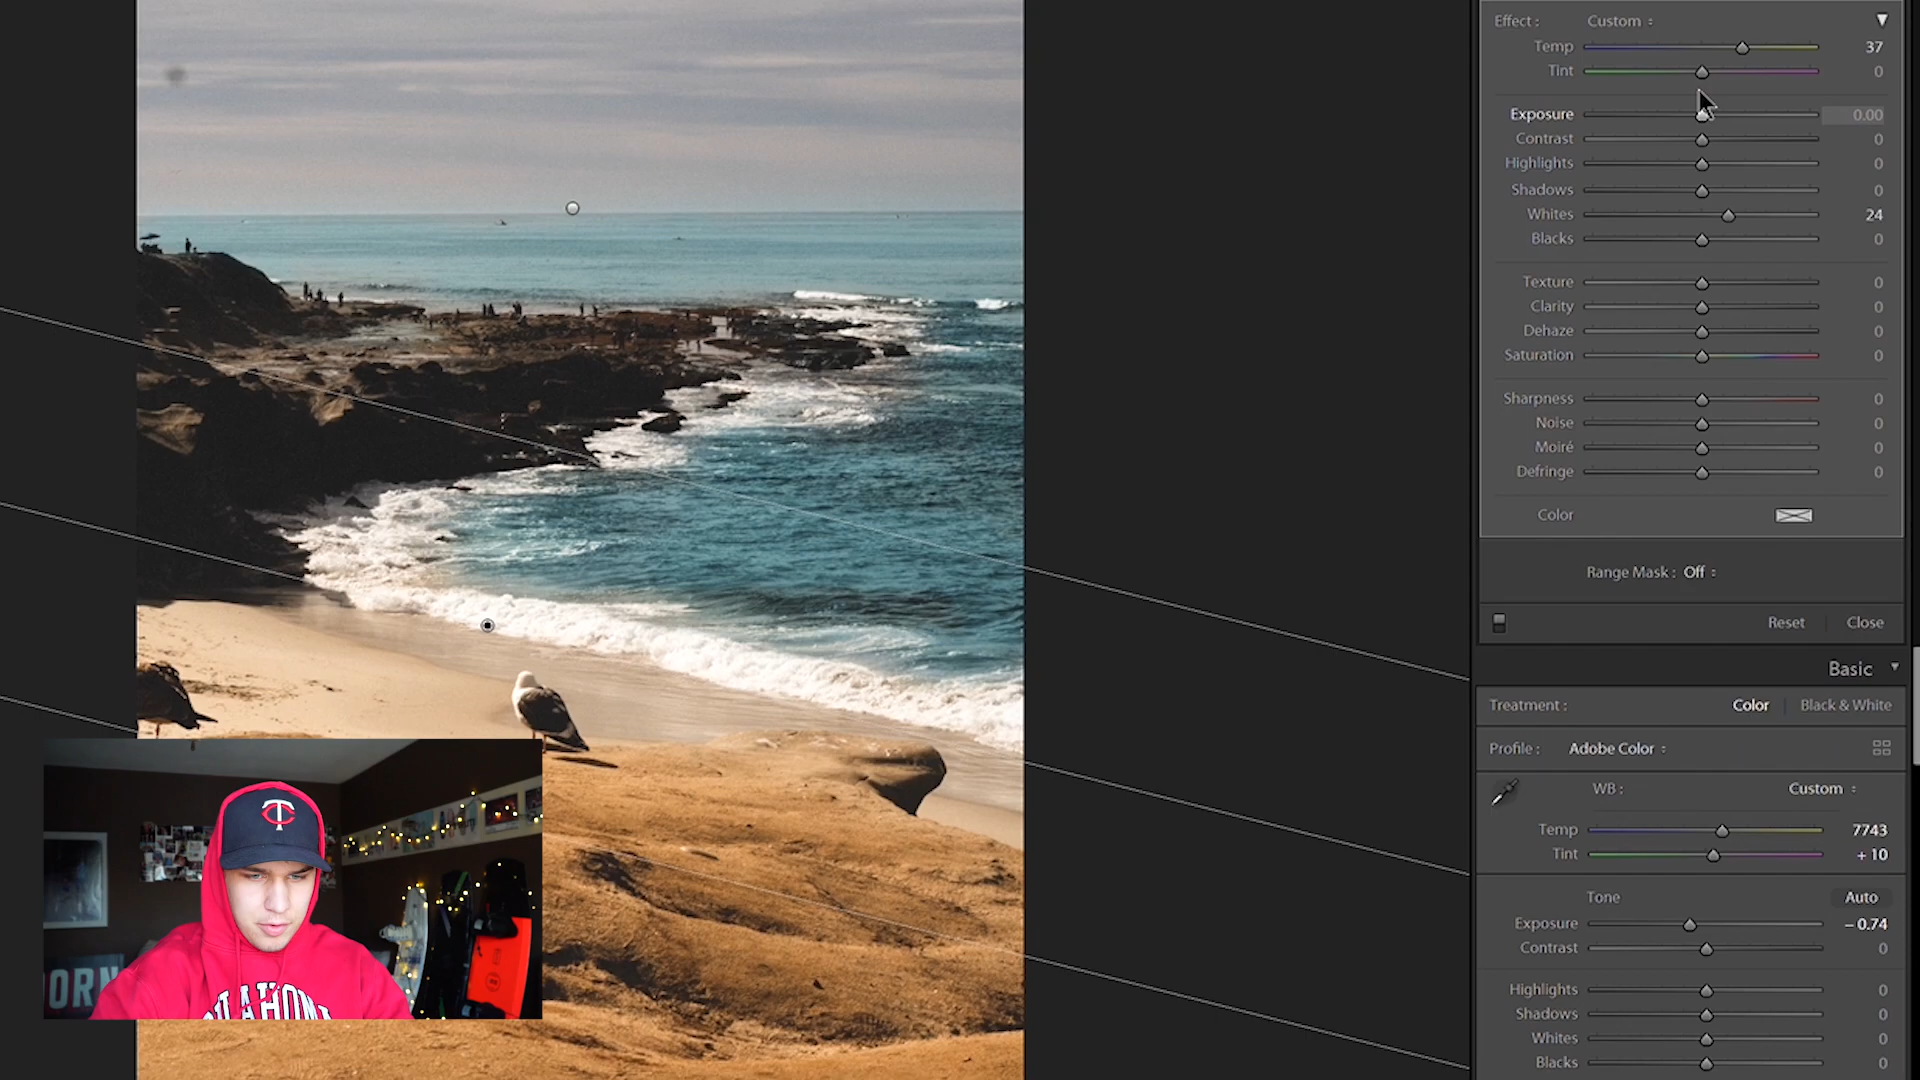 Effect : Custom
Temp 37
Tint 0
Exposure 0.00
Contrast 0
Highlights 0
Shadows 0
Whites 24
Blacks 0
Texture 0
Clarity 0
Dehaze 0
Saturation 0
Sharpness 0
Noise 0
Moiré 0
Defringe 0
Color
Range Mask : Off
Reset Close
Basic
Treatment : Color Black & White
Profile : Adobe Color
WB : Custom
Temp 7743
Tint + 10
Tone Auto
Exposure – 0.74
Contrast 0
Highlights 0
Shadows 0
Whites 0
Blacks 0
TC
ORN